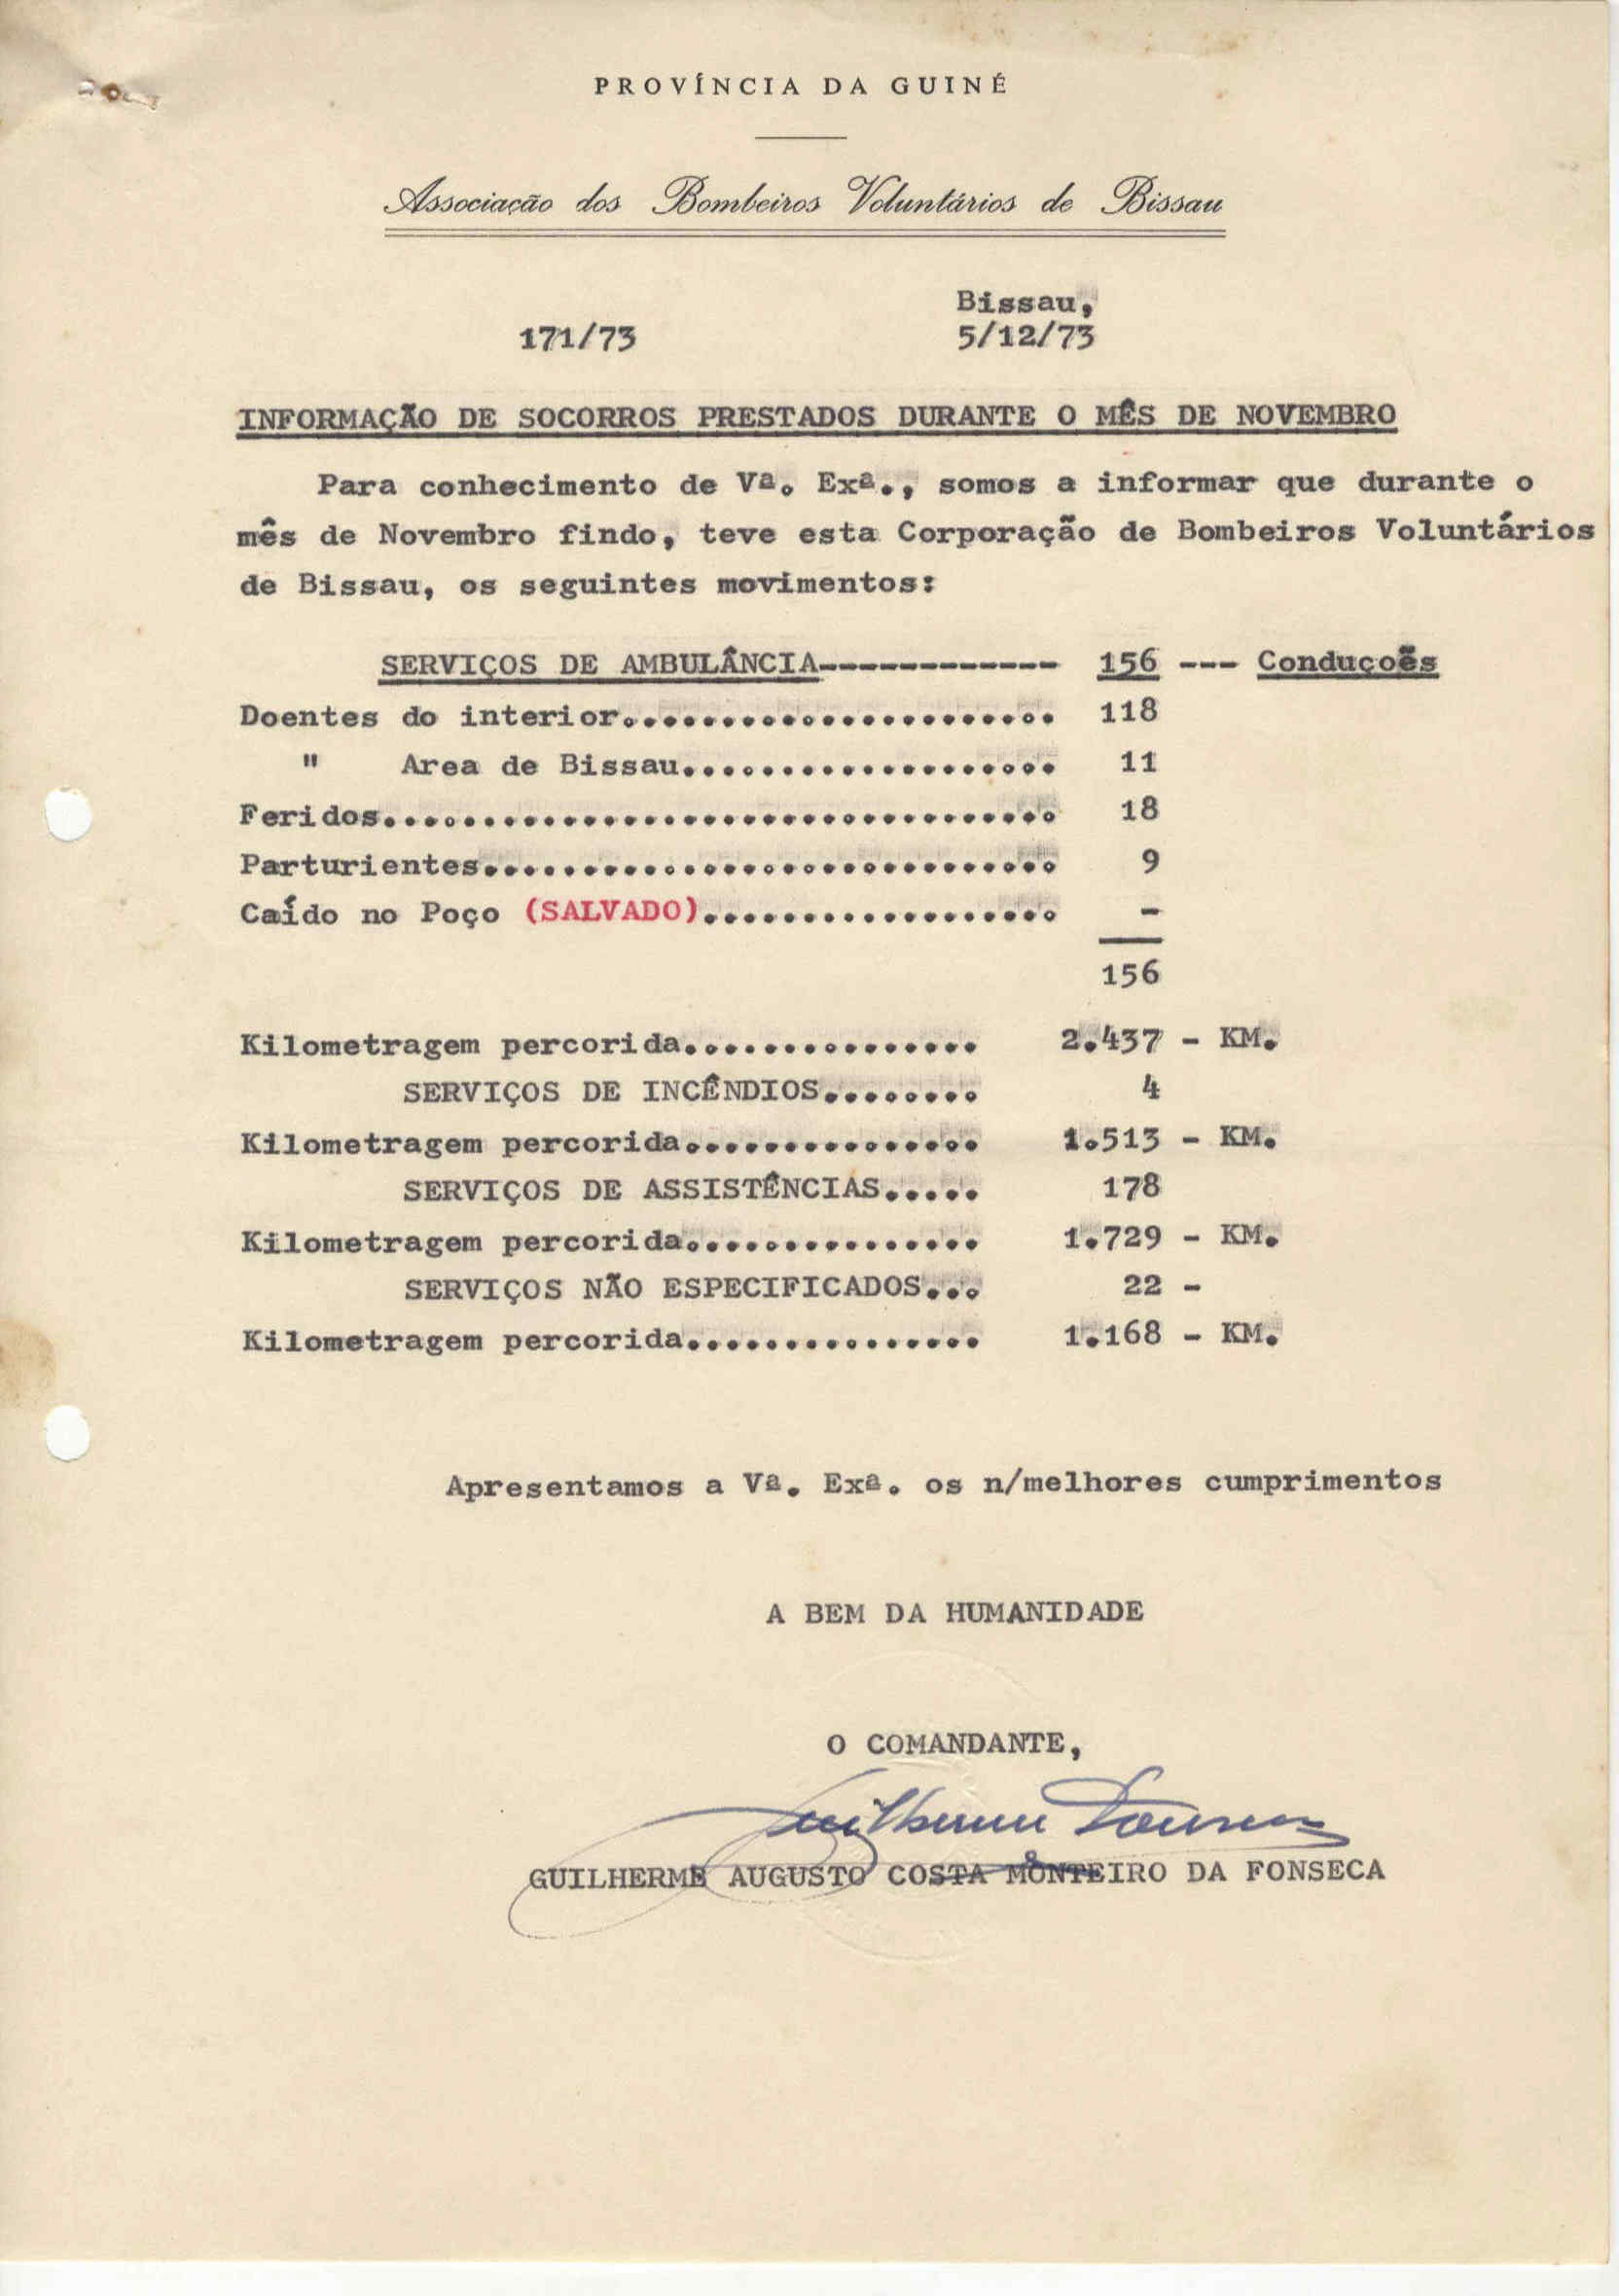 PROVÍNCIA DA GUINÉ
Associação dos Bombeiros Voluntários de Bissau
Bissau,
171/73 5/12/73
INFORMAÇÃO DE SOCORROS PRESTADOS DURANTE O MÊS DE NOVEMBRO
Para conhecimento de Vª. Exª., somos a informar que durante o
mês de Novembro findo, teve esta Corporação de Bombeiros Voluntários
de Bissau, os seguintes movimentos:
SERVIÇOS DE AMBULÂNCIA------------ 156 --- Conduçoẽs
Doentes do interior...................... 118
" Area de Bissau................... 11
Feridos.................................. 18
Parturientes............................. 9
Caído no Poço (SALVADO).................. -
156
Kilometragem percorida............... 2.437 - KM.
SERVIÇOS DE INCÊNDIOS........ 4
Kilometragem percorida............... 1.513 - KM.
SERVIÇOS DE ASSISTÊNCIAS..... 178
Kilometragem percorida............... 1.729 - KM.
SERVIÇOS NÃO ESPECIFICADOS... 22 -
Kilometragem percorida............... 1.168 - KM.
Apresentamos a Vª. Exª. os n/melhores cumprimentos
A BEM DA HUMANIDADE
O COMANDANTE,
Guilherme Fonseca
GUILHERME AUGUSTO COSTA MONTEIRO DA FONSECA